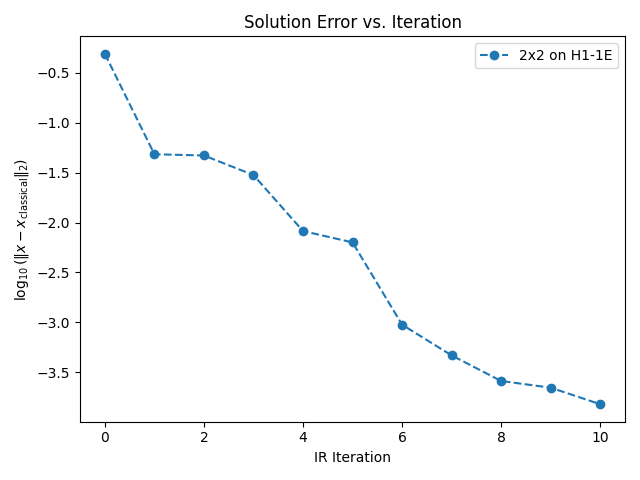 Solution Error vs. Iteration
2x2 on H1-1E
−0.5
−1.0
−1.5
−2.0
−2.5
−3.0
−3.5
log₁₀(‖x − x_classical‖₂)
0 2 4 6 8 10
IR Iteration